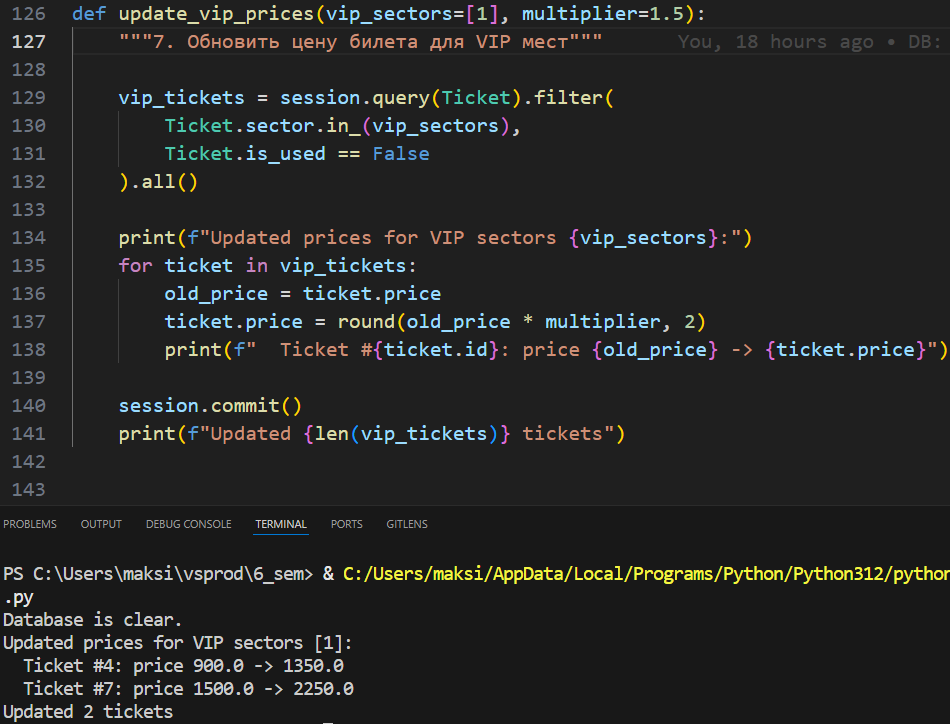 126 def update_vip_prices(vip_sectors=[1], multiplier=1.5):
127     """7. Обновить цену билета для VIP мест"""     You, 18 hours ago • DB:
128
129     vip_tickets = session.query(Ticket).filter(
130         Ticket.sector.in_(vip_sectors),
131         Ticket.is_used == False
132     ).all()
133
134     print(f"Updated prices for VIP sectors {vip_sectors}:")
135     for ticket in vip_tickets:
136         old_price = ticket.price
137         ticket.price = round(old_price * multiplier, 2)
138         print(f"  Ticket #{ticket.id}: price {old_price} -> {ticket.price}")
139
140     session.commit()
141     print(f"Updated {len(vip_tickets)} tickets")
142
143
PROBLEMS OUTPUT DEBUG CONSOLE TERMINAL PORTS GITLENS
PS C:\Users\maksi\vsprod\6_sem> & C:/Users/maksi/AppData/Local/Programs/Python/Python312/python
.py
Database is clear.
Updated prices for VIP sectors [1]:
  Ticket #4: price 900.0 -> 1350.0
  Ticket #7: price 1500.0 -> 2250.0
Updated 2 tickets